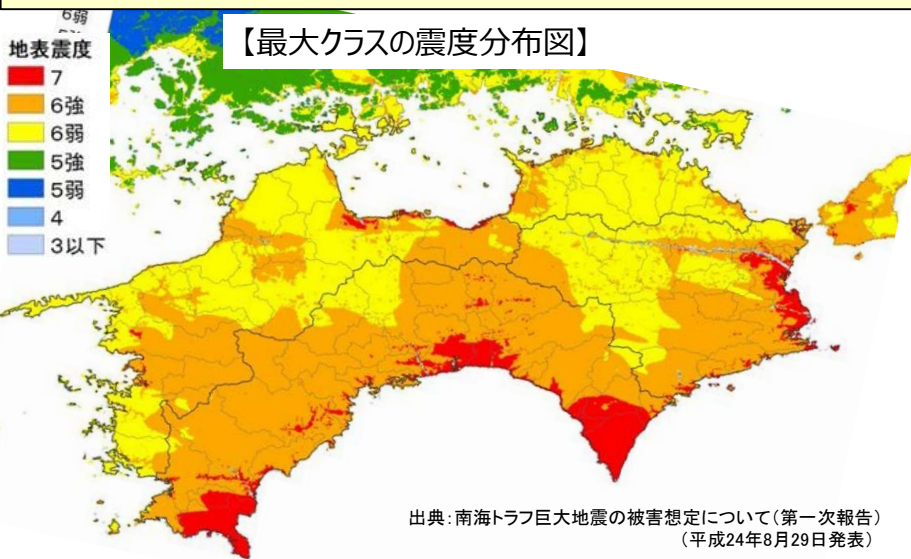 6弱
【最大クラスの震度分布図】
地表震度
7
6強
6弱
5強
5弱
4
3以下
出典：南海トラフ巨大地震の被害想定について(第一次報告)
(平成24年8月29日発表)